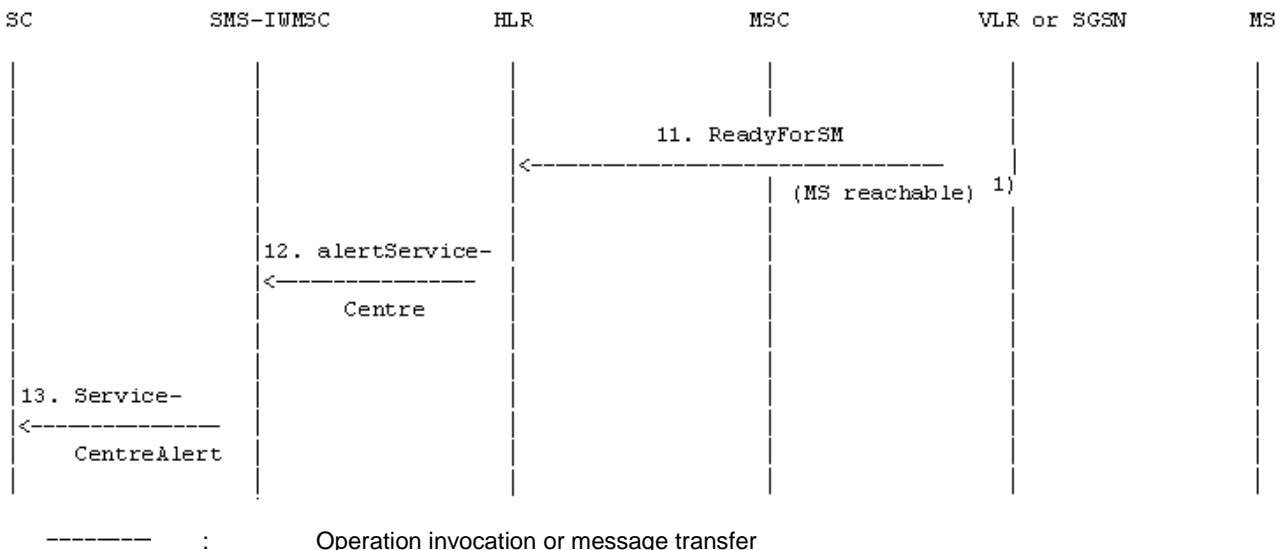 SC SMS-IWMSC HLR MSC VLR or SGSN MS
11. ReadyForSM
(MS reachable) 1)
12. alertService-
Centre
13. Service-
CentreAlert
: Operation invocation or message transfer